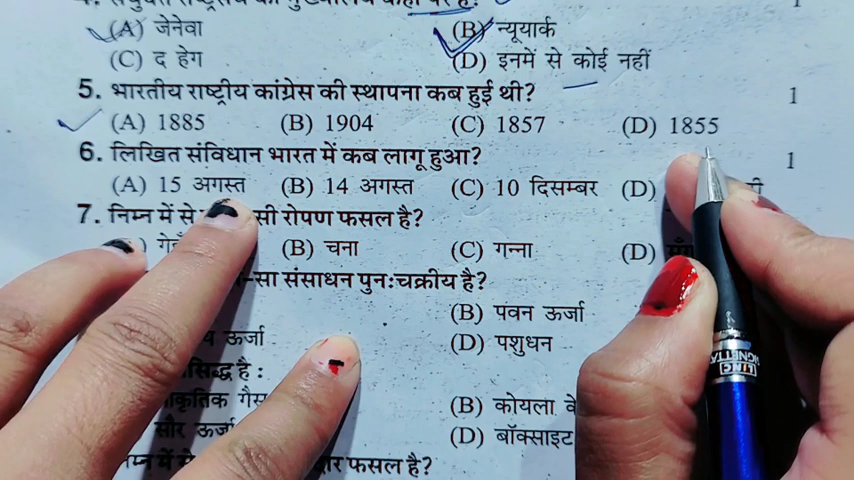 (A) जेनेवा (B) न्यूयार्क
(C) द हेग (D) इनमें से कोई नहीं
5. भारतीय राष्ट्रीय कांग्रेस की स्थापना कब हुई थी? 1
(A) 1885 (B) 1904 (C) 1857 (D) 1855
6. लिखित संविधान भारत में कब लागू हुआ? 1
(A) 15 अगस्त (B) 14 अगस्त (C) 10 दिसम्बर (D)
7. निम्न में से सी रोपण फसल है?
(B) चना (C) गन्ना (D)
संसाधन पुनःचक्रीय है?
(B) पवन ऊर्जा
ऊर्जा (D) पशुधन
है :
गैस (B) कोयला
सौर ऊर्जा (D) बॉक्साइट
फसल है?